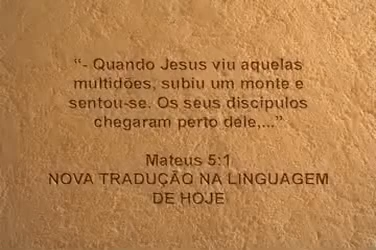 “- Quando Jesus viu aquelas
multidões, subiu um monte e
sentou-se. Os seus discípulos
chegaram perto dele,...”
Mateus 5:1
NOVA TRADUÇÃO NA LINGUAGEM
DE HOJE